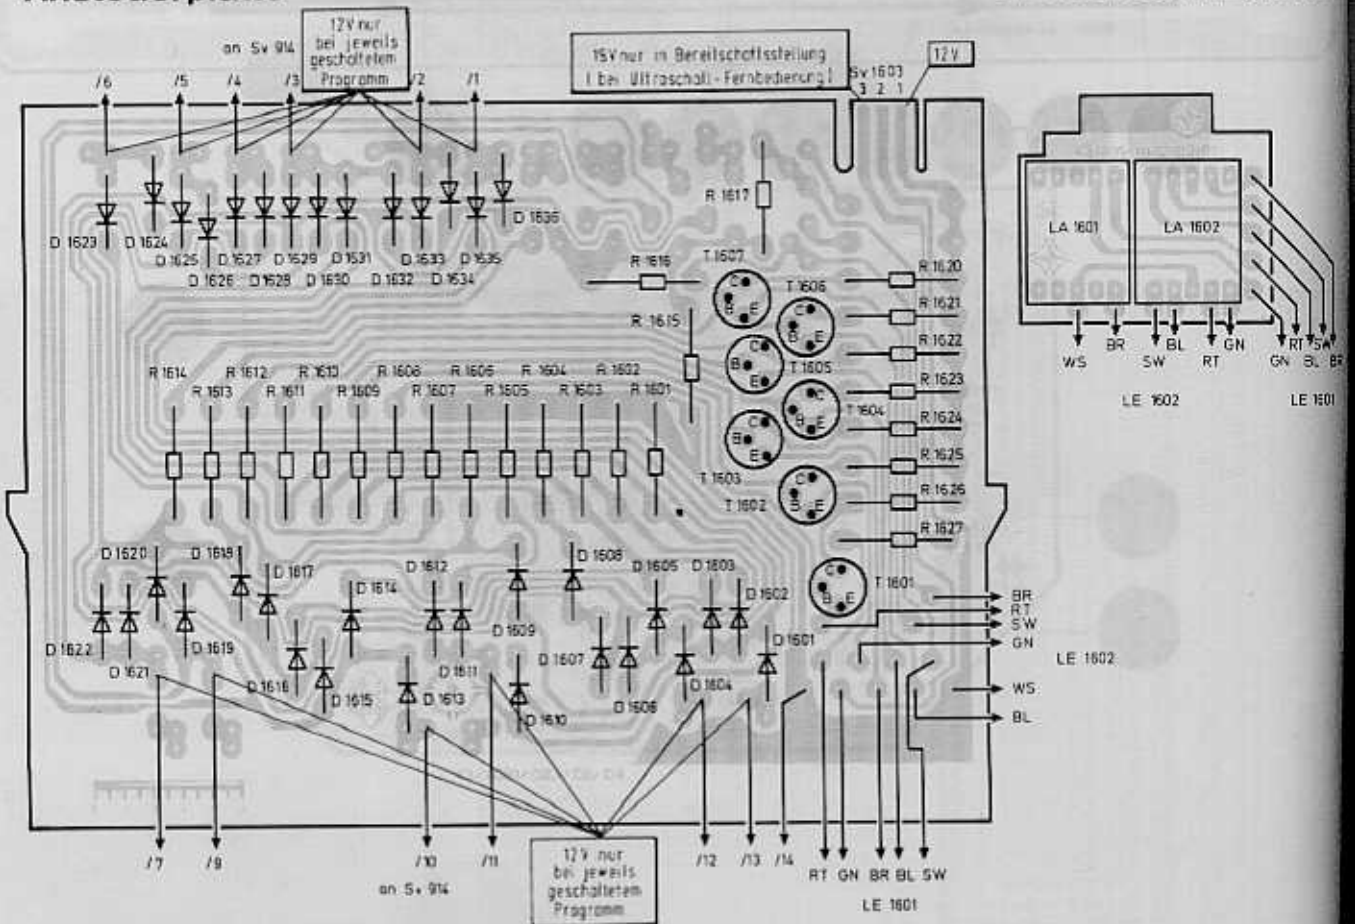 12V nur
bei jeweils
geschaltetem
Programm
an Sv 914
15V nur in Bereitschaftsstellung
( bei Ultraschall-Fernbedienung )
Sv 1603
3 2 1
12 V
/6 /5 /4 /3 /2 /1
D 1623
D 1624
D 1625
D 1626
D 1627
D 1628
D 1629
D 1630
D 1631
D 1632
D 1633
D 1634
D 1635
D 1636
R 1617
R 1616
R 1615
T 1607
T 1606
T 1605
T 1604
T 1603
T 1602
T 1601
C B E
C B E
C B E
C B E
C B E
C B E
C B E
R 1620
R 1621
R 1622
R 1623
R 1624
R 1625
R 1626
R 1627
LA 1601
LA 1602
WS BR SW BL RT GN
GN RT BL SW BR
LE 1602
LE 1601
R 1614
R 1613
R 1612
R 1611
R 1610
R 1609
R 1608
R 1607
R 1606
R 1605
R 1604
R 1603
R 1602
R 1601
D 1620
D 1618
D 1617
D 1614
D 1612
D 1608
D 1605
D 1603
D 1602
D 1622
D 1621
D 1619
D 1616
D 1615
D 1613
D 1611
D 1609
D 1610
D 1607
D 1606
D 1604
D 1601
BR
RT
SW
GN
WS
BL
LE 1602
/7 /9 /10 /11 /12 /13 /14
an Sv 914
12V nur
bei jeweils
geschaltetem
Programm
RT GN BR BL SW
LE 1601